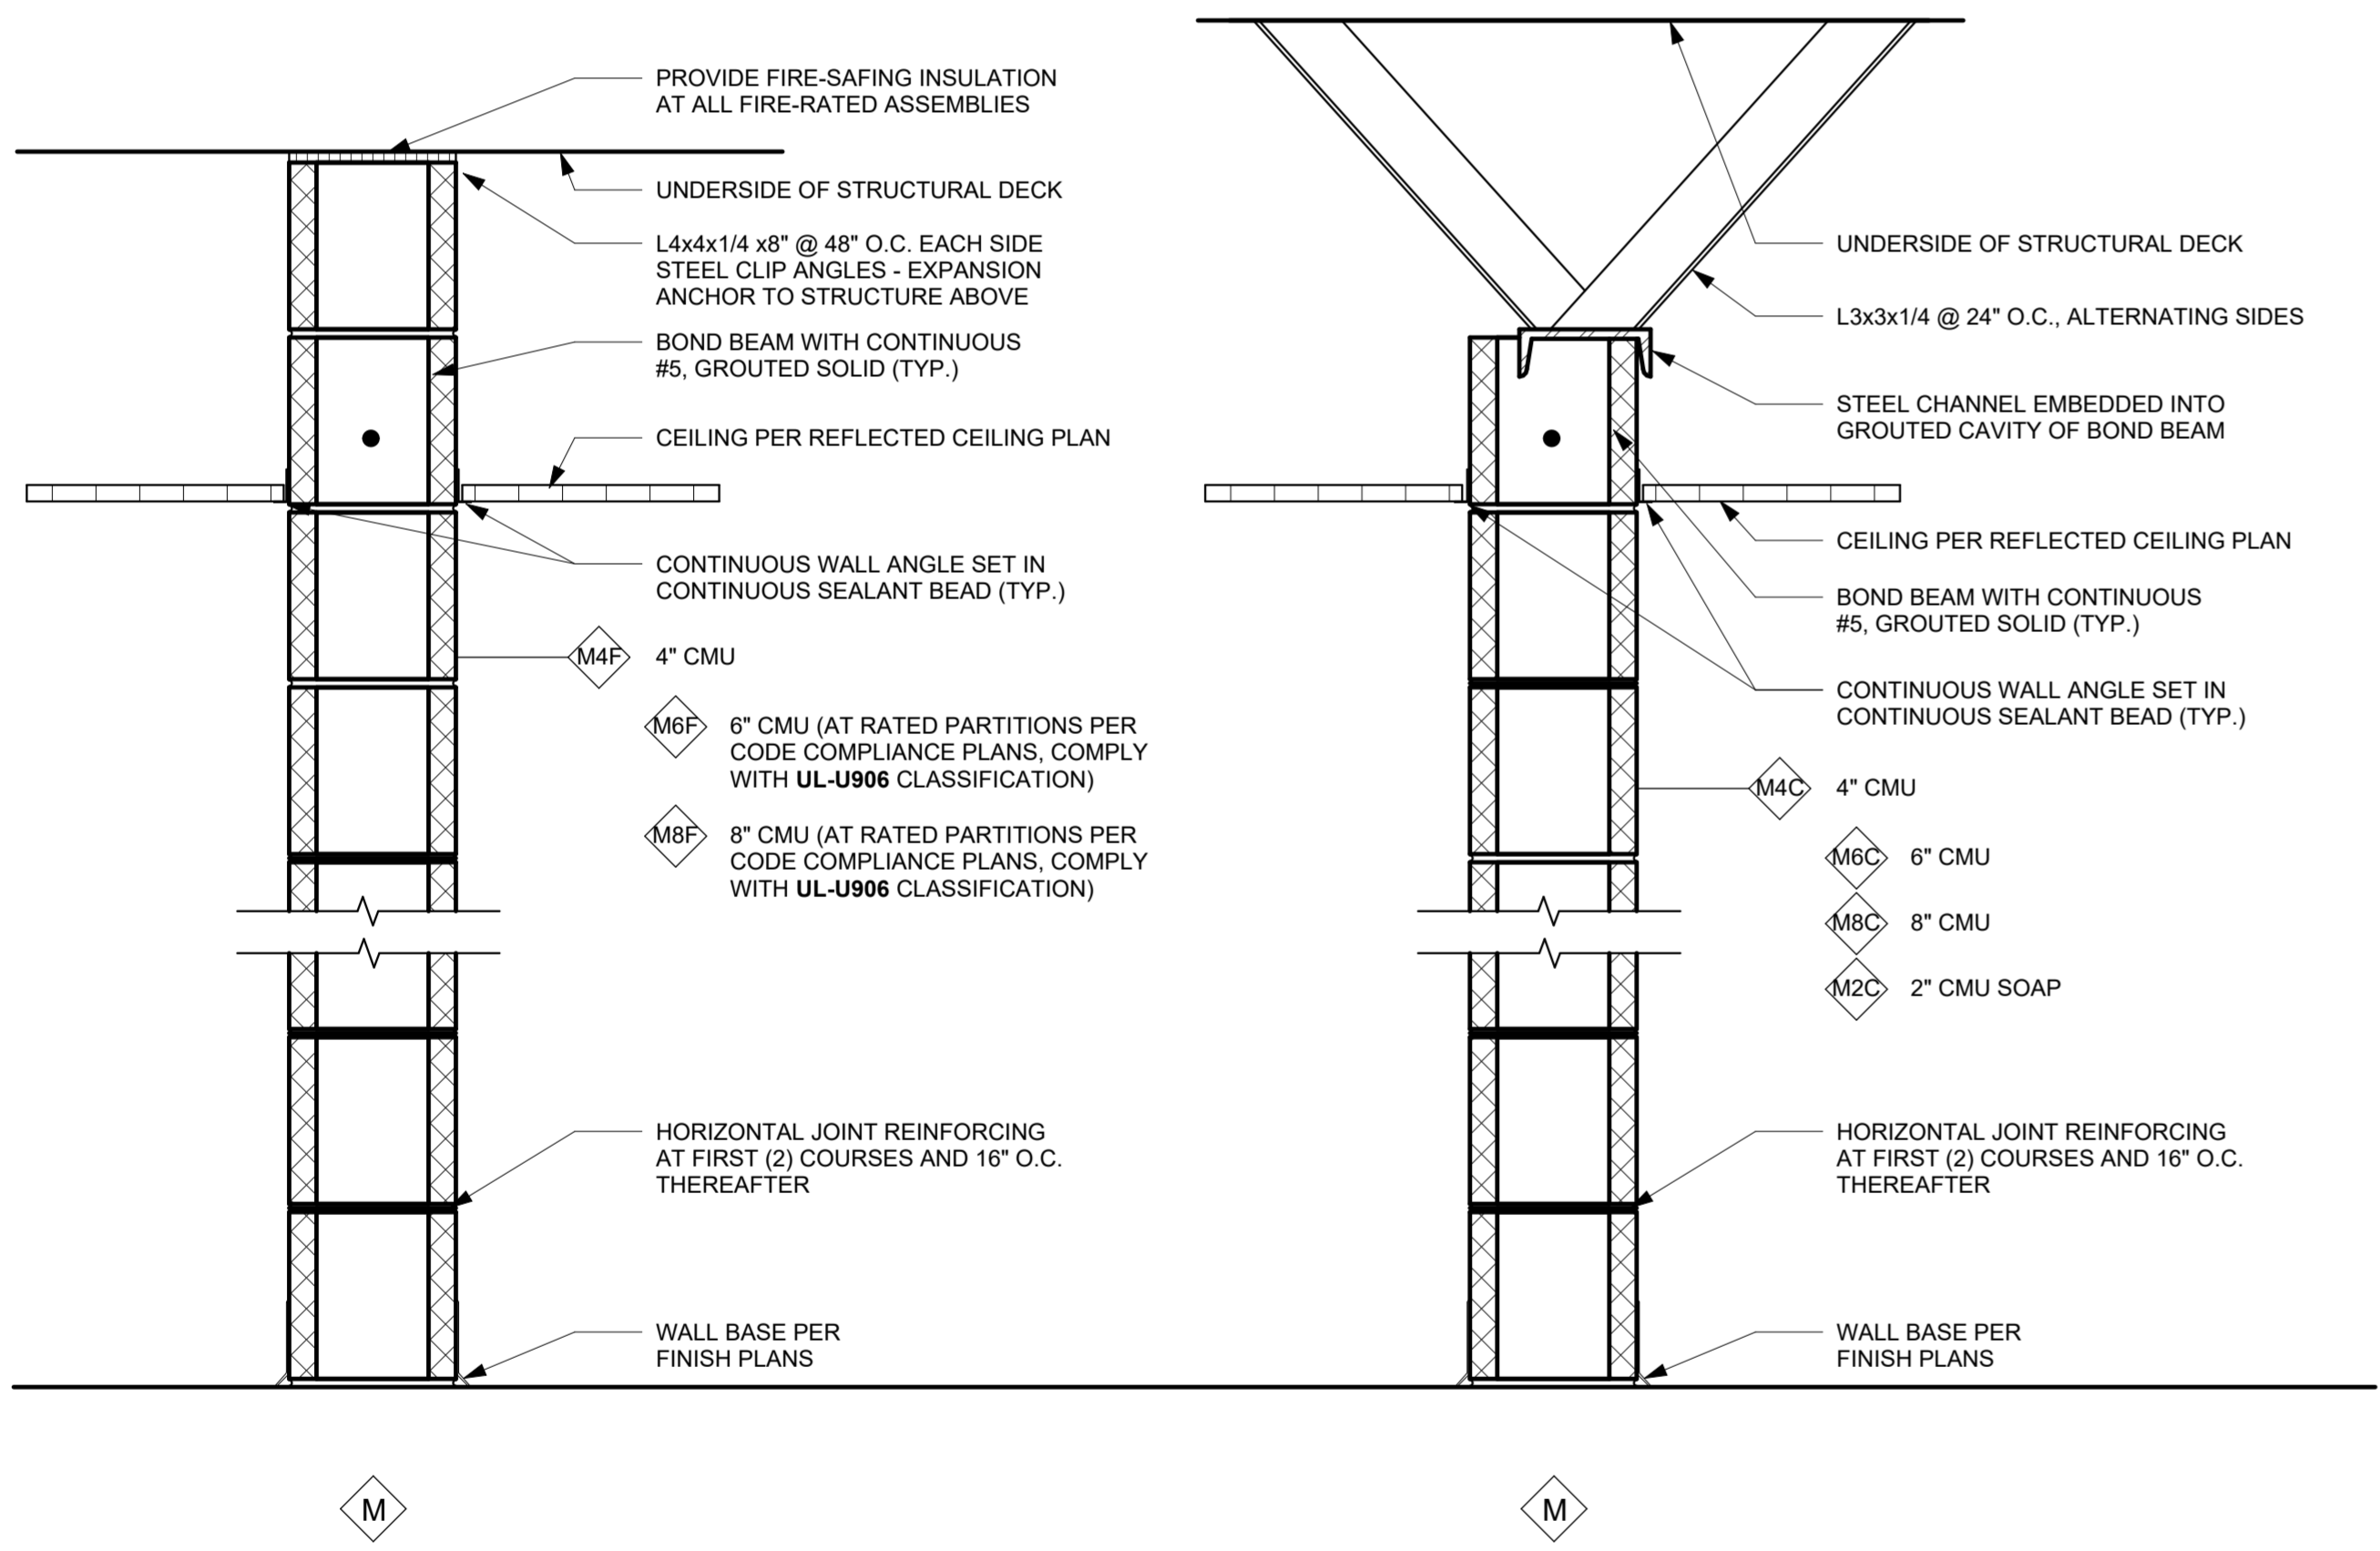 PROVIDE FIRE-SAFING INSULATION
AT ALL FIRE-RATED ASSEMBLIES
UNDERSIDE OF STRUCTURAL DECK
L4x4x1/4 x8" @ 48" O.C. EACH SIDE
STEEL CLIP ANGLES - EXPANSION
ANCHOR TO STRUCTURE ABOVE
BOND BEAM WITH CONTINUOUS
#5, GROUTED SOLID (TYP.)
CEILING PER REFLECTED CEILING PLAN
CONTINUOUS WALL ANGLE SET IN
CONTINUOUS SEALANT BEAD (TYP.)
M4F 4" CMU
M6F 6" CMU (AT RATED PARTITIONS PER
CODE COMPLIANCE PLANS, COMPLY
WITH UL-U906 CLASSIFICATION)
M8F 8" CMU (AT RATED PARTITIONS PER
CODE COMPLIANCE PLANS, COMPLY
WITH UL-U906 CLASSIFICATION)
HORIZONTAL JOINT REINFORCING
AT FIRST (2) COURSES AND 16" O.C.
THEREAFTER
WALL BASE PER
FINISH PLANS
M
UNDERSIDE OF STRUCTURAL DECK
L3x3x1/4 @ 24" O.C., ALTERNATING SIDES
STEEL CHANNEL EMBEDDED INTO
GROUTED CAVITY OF BOND BEAM
CEILING PER REFLECTED CEILING PLAN
BOND BEAM WITH CONTINUOUS
#5, GROUTED SOLID (TYP.)
CONTINUOUS WALL ANGLE SET IN
CONTINUOUS SEALANT BEAD (TYP.)
M4C 4" CMU
M6C 6" CMU
M8C 8" CMU
M2C 2" CMU SOAP
HORIZONTAL JOINT REINFORCING
AT FIRST (2) COURSES AND 16" O.C.
THEREAFTER
WALL BASE PER
FINISH PLANS
M